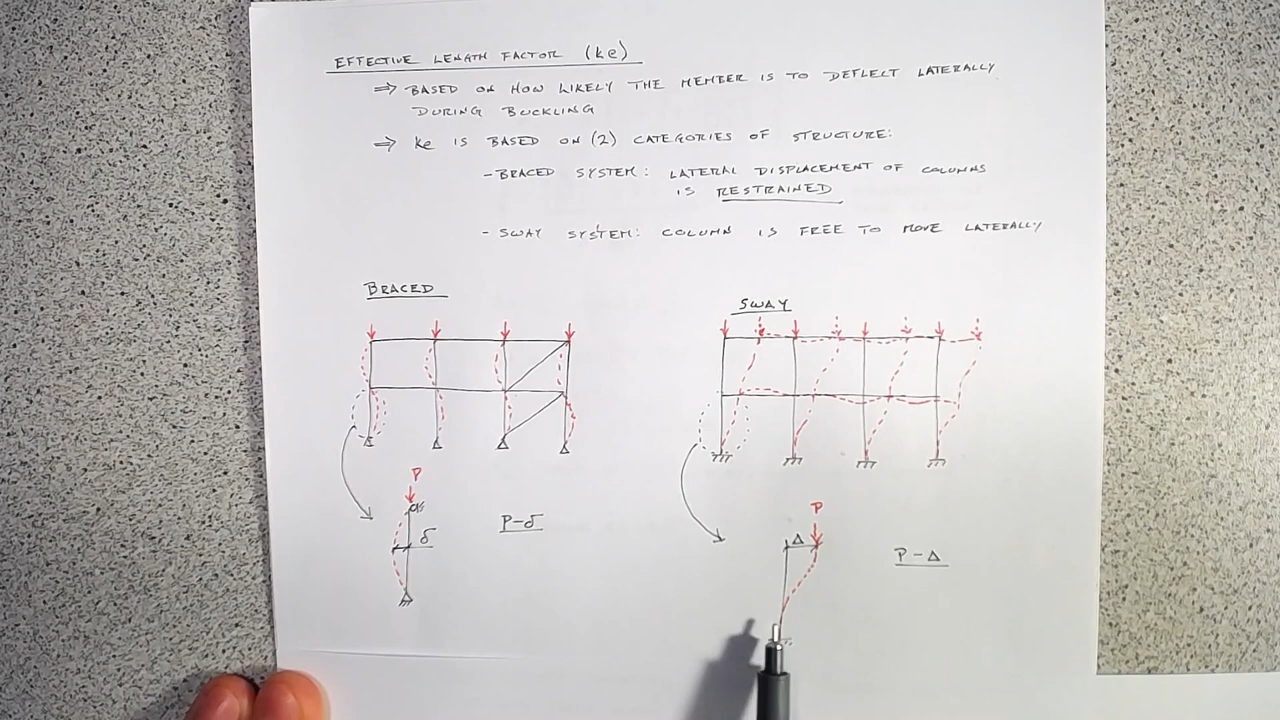 EFFECTIVE LENGTH FACTOR (ke)
⇒ BASED ON HOW LIKELY THE MEMBER IS TO DEFLECT LATERALLY
DURING BUCKLING
⇒ ke IS BASED ON (2) CATEGORIES OF STRUCTURE:
- BRACED SYSTEM: LATERAL DISPLACEMENT OF COLUMNS
IS RESTRAINED
- SWAY SYSTEM: COLUMN IS FREE TO MOVE LATERALLY
BRACED
SWAY
P
δ
P-δ
P
Δ
P-Δ